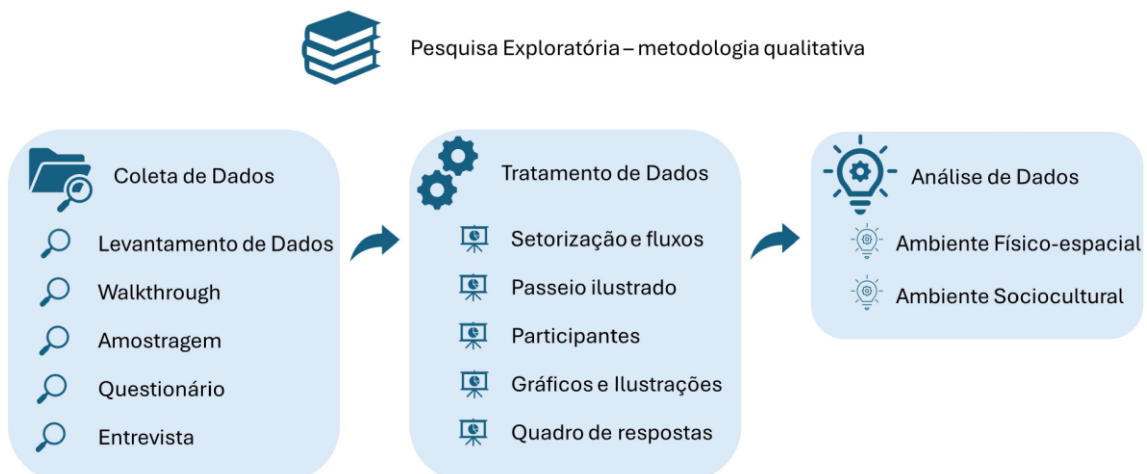 Pesquisa Exploratória – metodologia qualitativa
Coleta de Dados
Levantamento de Dados
Walkthrough
Amostragem
Questionário
Entrevista
Tratamento de Dados
Setorização e fluxos
Passeio ilustrado
Participantes
Gráficos e Ilustrações
Quadro de respostas
Análise de Dados
Ambiente Físico-espacial
Ambiente Sociocultural